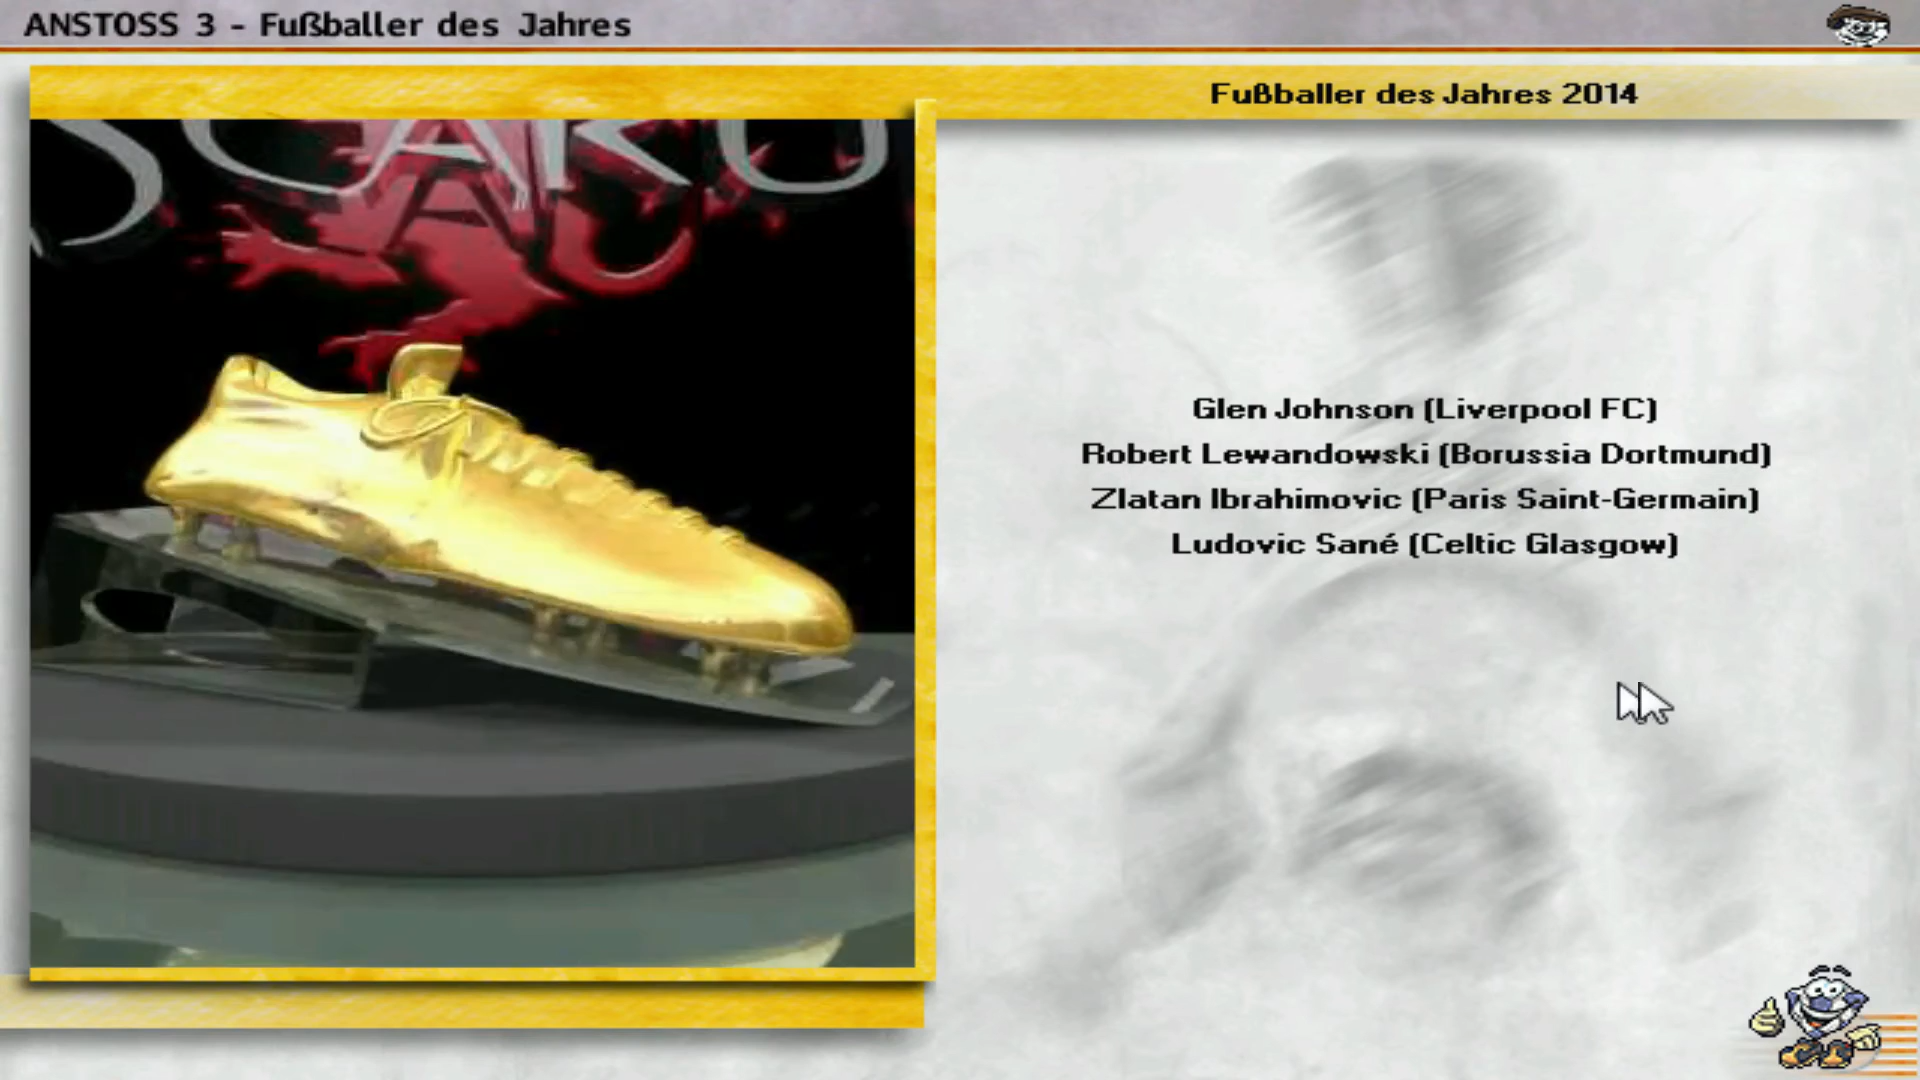 ANSTOSS 3 - Fußballer des Jahres
Fußballer des Jahres 2014
Glen Johnson (Liverpool FC)
Robert Lewandowski (Borussia Dortmund)
Zlatan Ibrahimovic (Paris Saint-Germain)
Ludovic Sané (Celtic Glasgow)